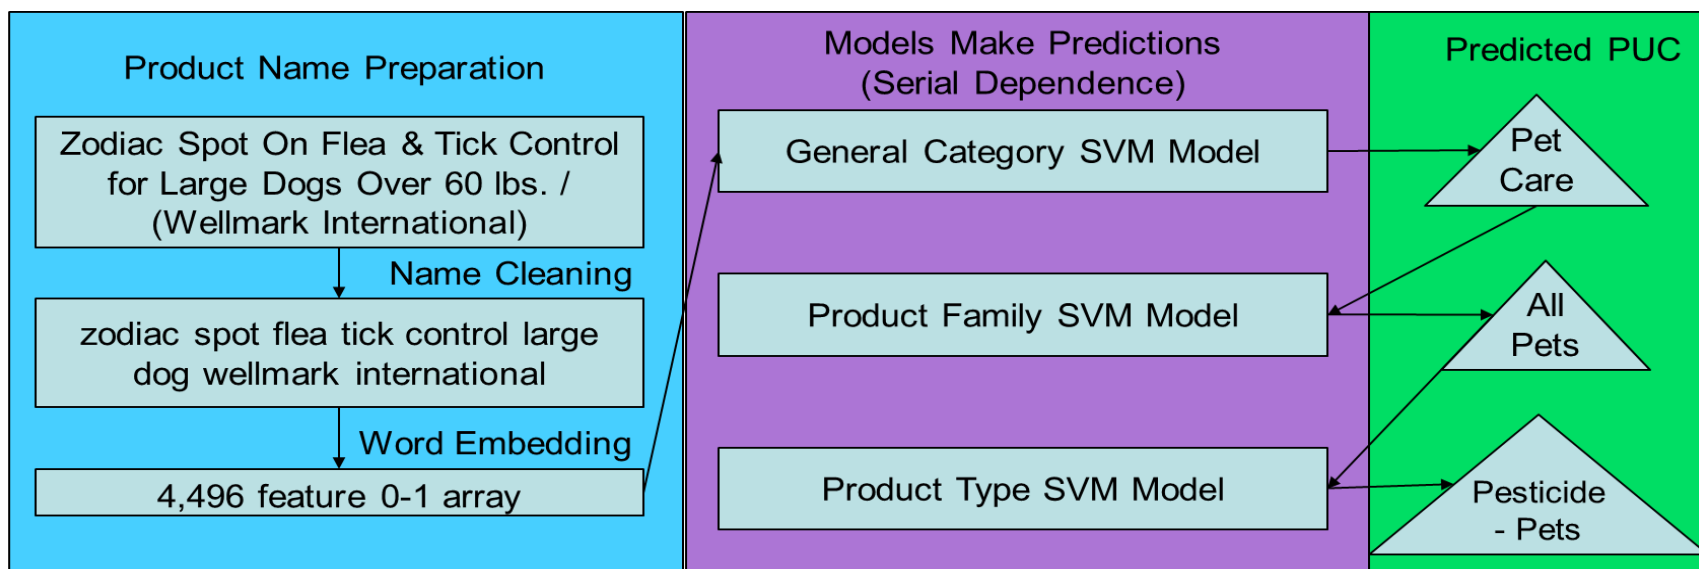 Product Name Preparation
Zodiac Spot On Flea & Tick Control
for Large Dogs Over 60 lbs. /
(Wellmark International)
Name Cleaning
zodiac spot flea tick control large
dog wellmark international
Word Embedding
4,496 feature 0-1 array
Models Make Predictions
(Serial Dependence)
General Category SVM Model
Product Family SVM Model
Product Type SVM Model
Predicted PUC
Pet
Care
All
Pets
Pesticide
- Pets